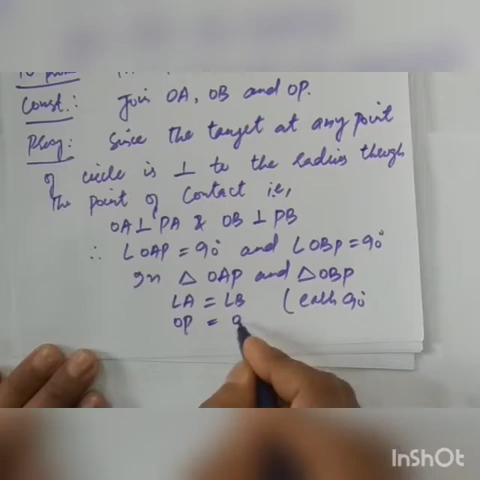 Const.: Join OA, OB and OP.
Proof: Since the tanget at any point
of circle is ⊥ to the radius though
the point of contact i.e,
OA ⊥ PA & OB ⊥ PB
∴ ∠OAP = 90° and ∠OBP = 90°
In △ OAP and △OBP
∠A = ∠B (each 90°
OP =
InShOt